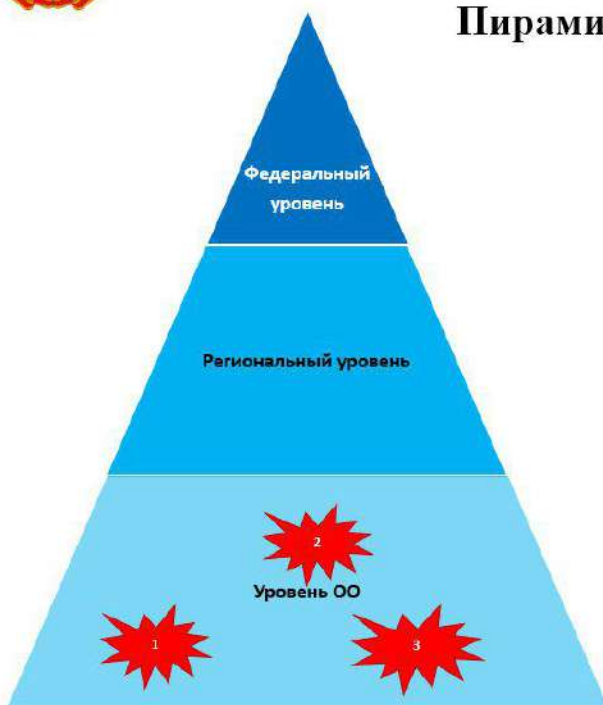 Пирами
Федеральный
уровень
Региональный уровень
2
Уровень ОО
1
3